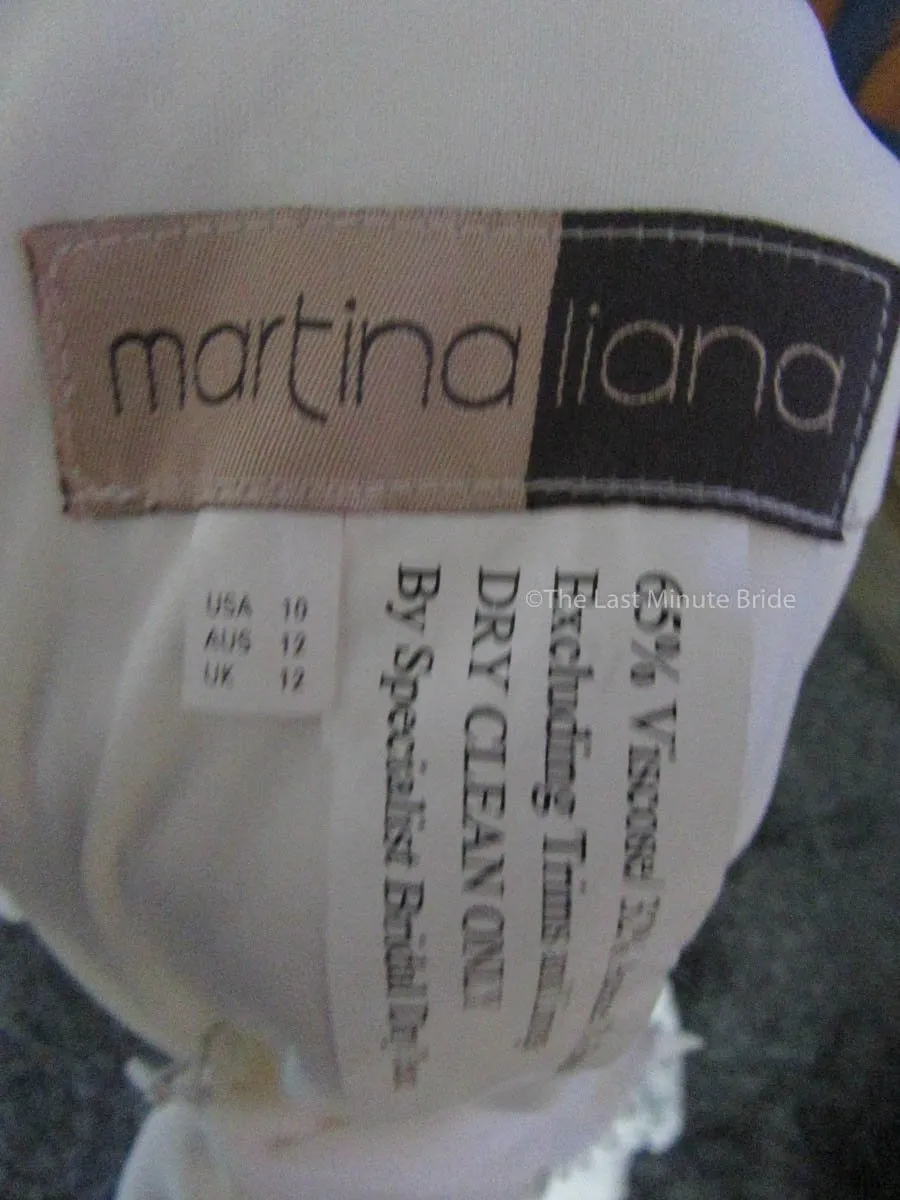 martina liana
USA 10
AUS 12
UK 12
65% Viscose/
Excluding Trims
DRY CLEAN ONLY
By Specialist Bridal
©The Last Minute Bride